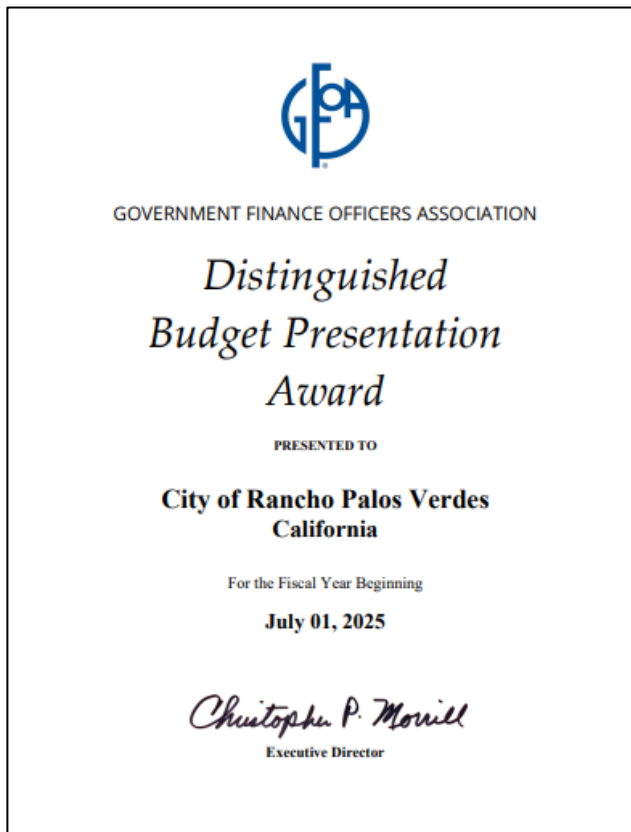 GFOA
GOVERNMENT FINANCE OFFICERS ASSOCIATION
Distinguished
Budget Presentation
Award
PRESENTED TO
City of Rancho Palos Verdes
California
For the Fiscal Year Beginning
July 01, 2025
Christopher P. Morrill
Executive Director